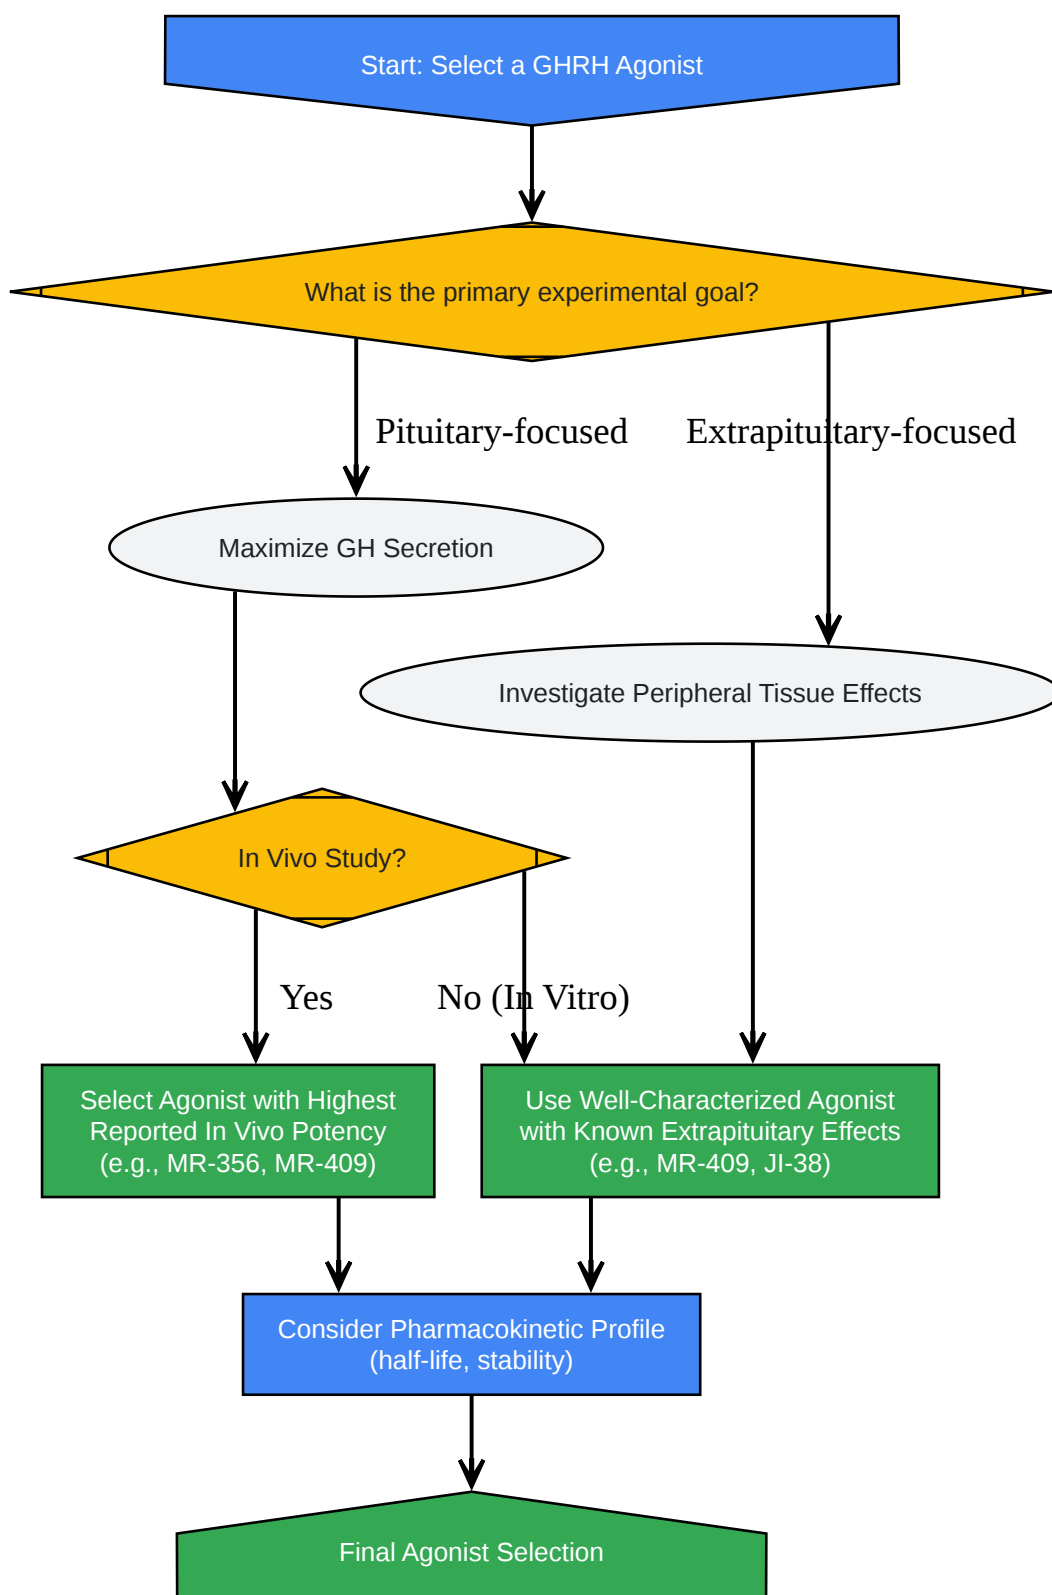 Start: Select a GHRH Agonist
What is the primary experimental goal?
Pituitary-focused
Extrapituitary-focused
Maximize GH Secretion
Investigate Peripheral Tissue Effects
In Vivo Study?
Yes
No (In Vitro)
Select Agonist with Highest
Reported In Vivo Potency
(e.g., MR-356, MR-409)
Use Well-Characterized Agonist
with Known Extrapituitary Effects
(e.g., MR-409, JI-38)
Consider Pharmacokinetic Profile
(half-life, stability)
Final Agonist Selection